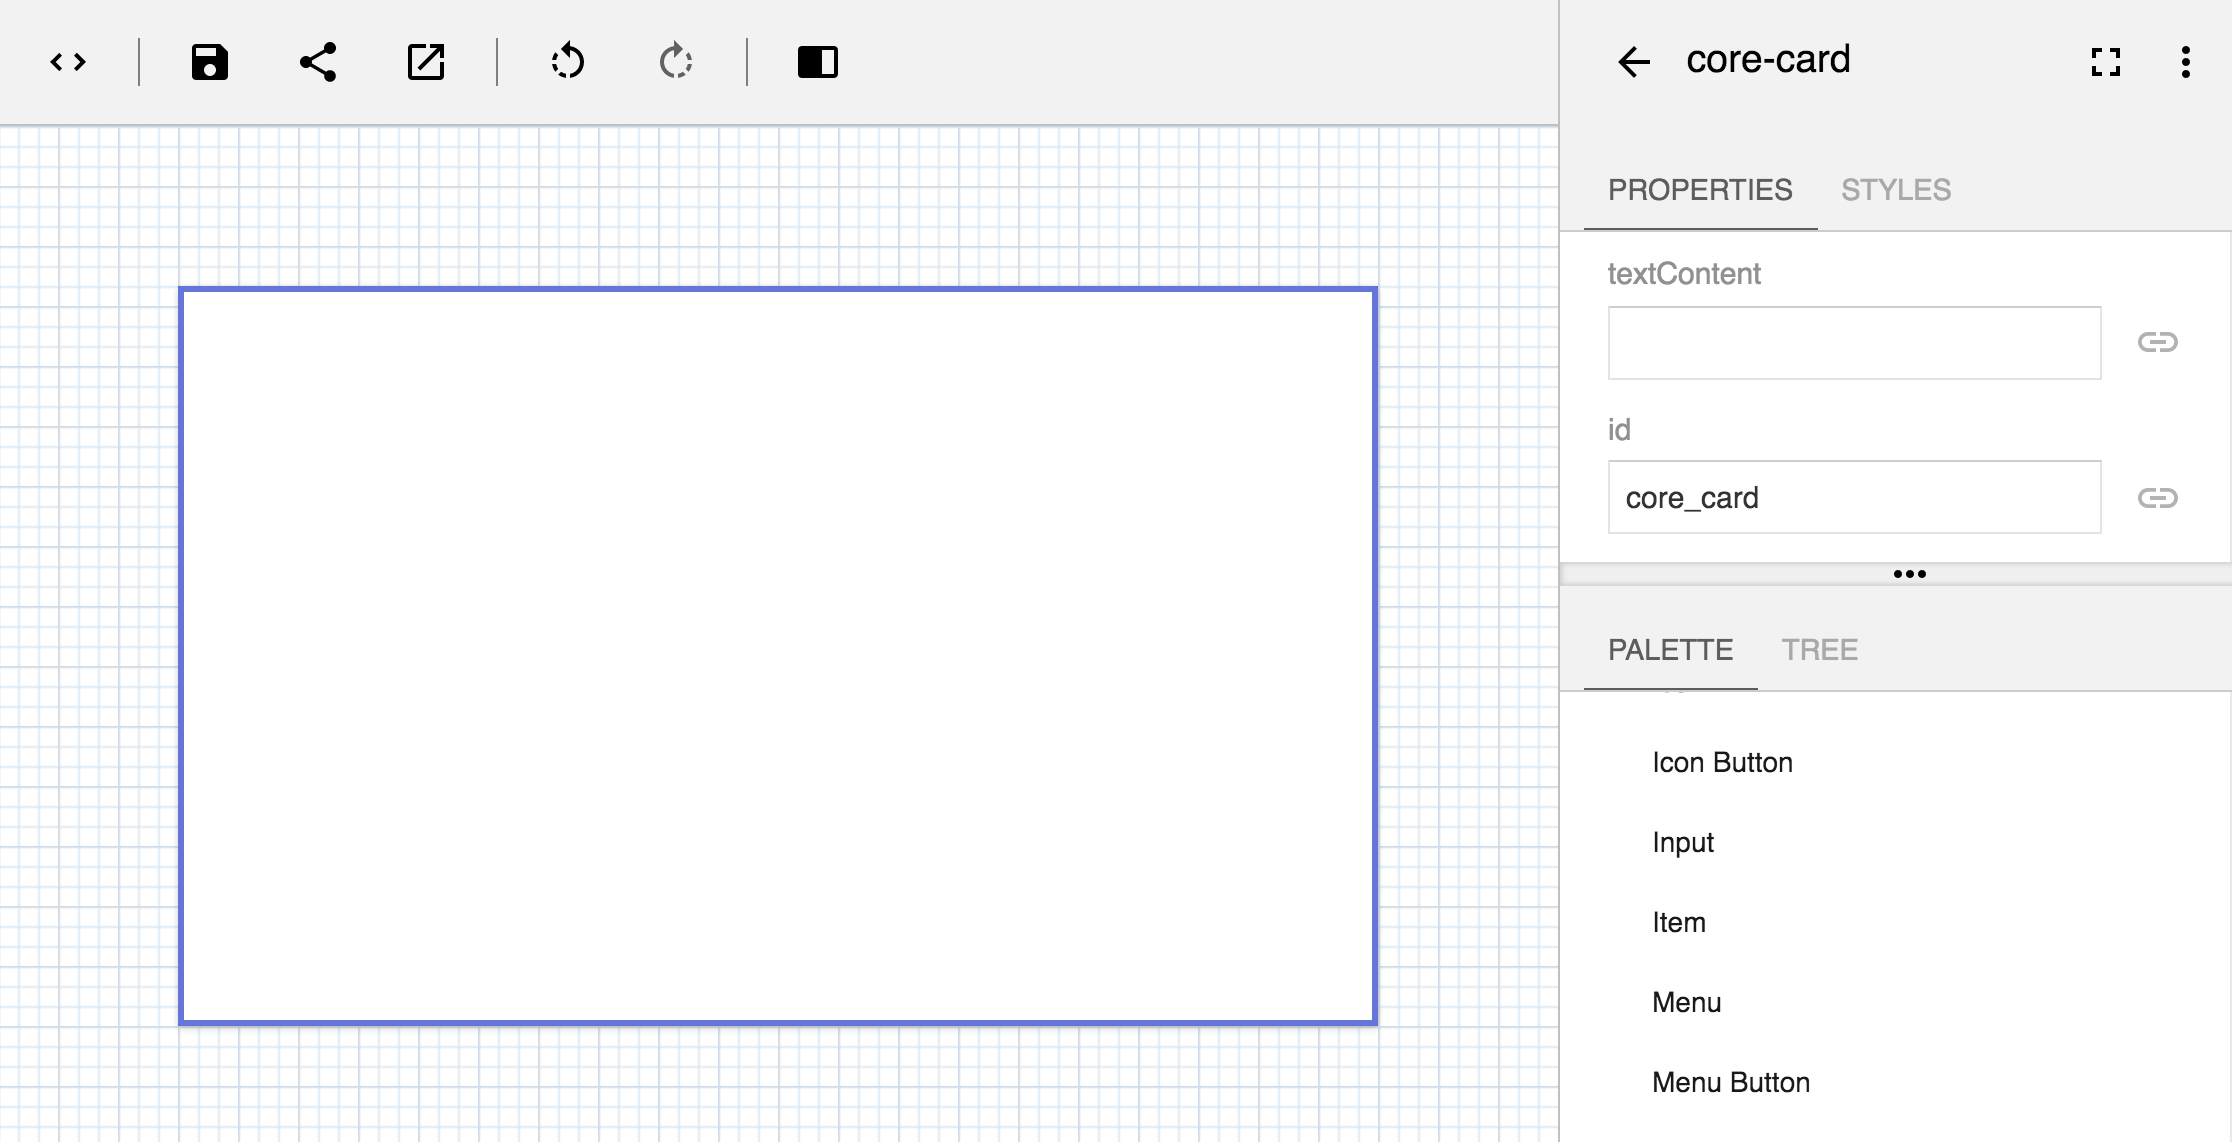 core-card
PROPERTIES STYLES
textContent
id
core_card
PALETTE TREE
Icon Button
Input
Item
Menu
Menu Button